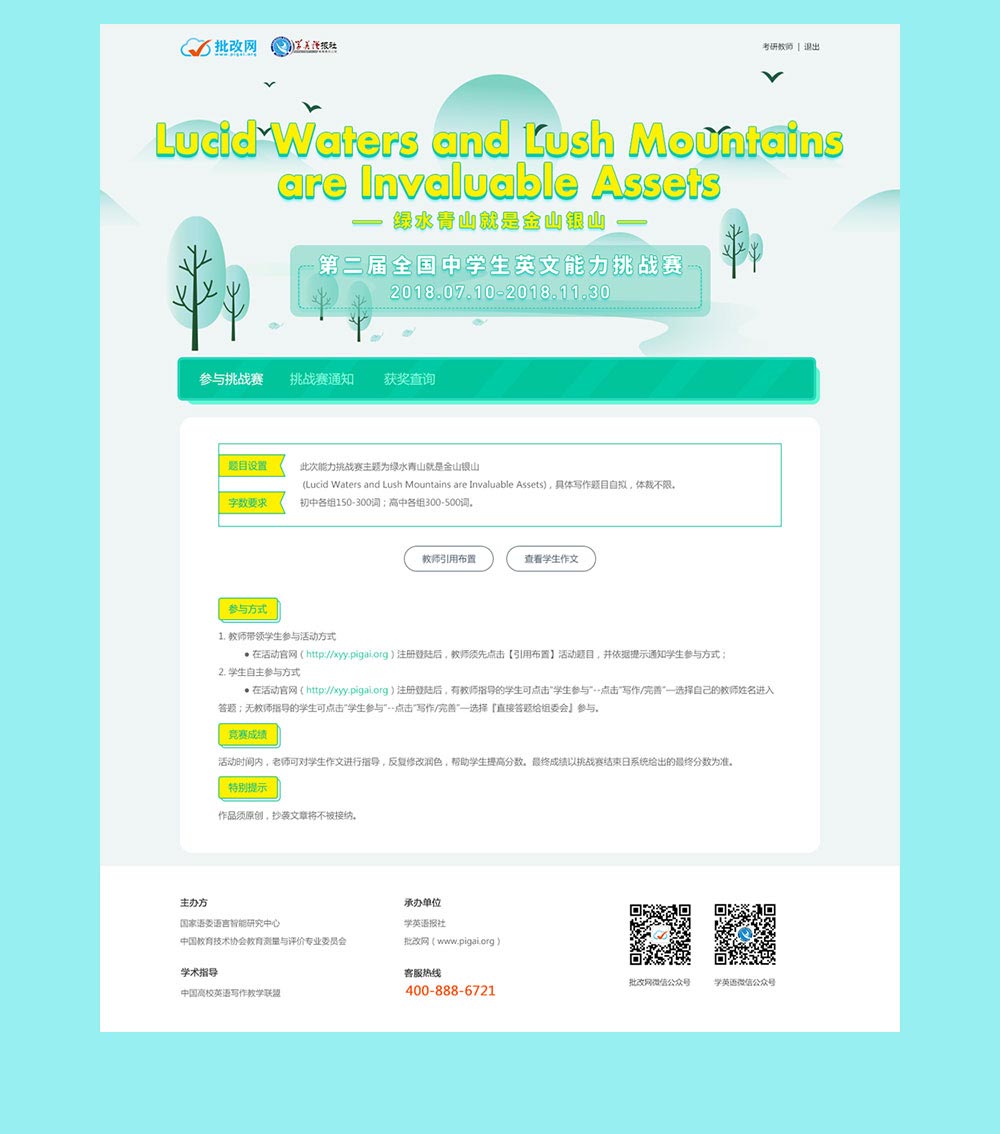 批改网
www.pigai.org
学英语报社
考研教师 | 退出
Lucid Waters and Lush Mountains
are Invaluable Assets
绿水青山就是金山银山
第二届全国中学生英文能力挑战赛
2018.07.10-2018.11.30
参与挑战赛 挑战赛通知 获奖查询
题目设置
此次能力挑战赛主题为绿水青山就是金山银山
(Lucid Waters and Lush Mountains are Invaluable Assets)，具体写作题目自拟，体裁不限。
字数要求
初中各组150-300词；高中各组300-500词。
教师引用布置 查看学生作文
参与方式
1. 教师带领学生参与活动方式
● 在活动官网 ( http://xyy.pigai.org ) 注册登陆后，教师须先点击【引用布置】活动题目，并依据提示通知学生参与方式；
2. 学生自主参与方式
● 在活动官网 ( http://xyy.pigai.org ) 注册登陆后，有教师指导的学生可点击"学生参与"--点击"写作/完善"—选择自己的教师姓名进入
答题；无教师指导的学生可点击"学生参与"--点击"写作/完善"—选择『直接答题给组委会』参与。
竞赛成绩
活动时间内，老师可对学生作文进行指导，反复修改润色，帮助学生提高分数。最终成绩以挑战赛结束日系统给出的最终分数为准。
特别提示
作品须原创，抄袭文章将不被接纳。
主办方
国家语委语言智能研究中心
中国教育技术协会教育测量与评价专业委员会
学术指导
中国高校英语写作教学联盟
承办单位
学英语报社
批改网 ( www.pigai.org )
客服热线
400-888-6721
批改网微信公众号 学英语微信公众号